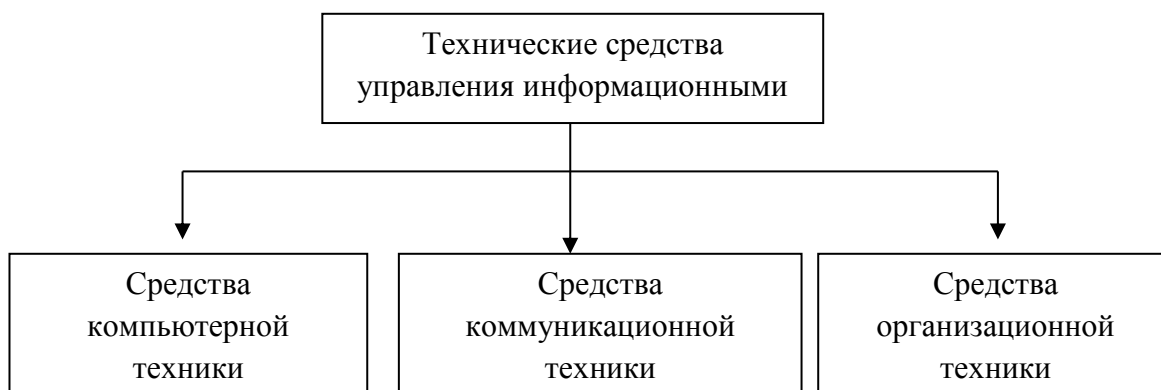 Технические средства
управления информационными
Средства
компьютерной
техники
Средства
коммуникационной
техники
Средства
организационной
техники